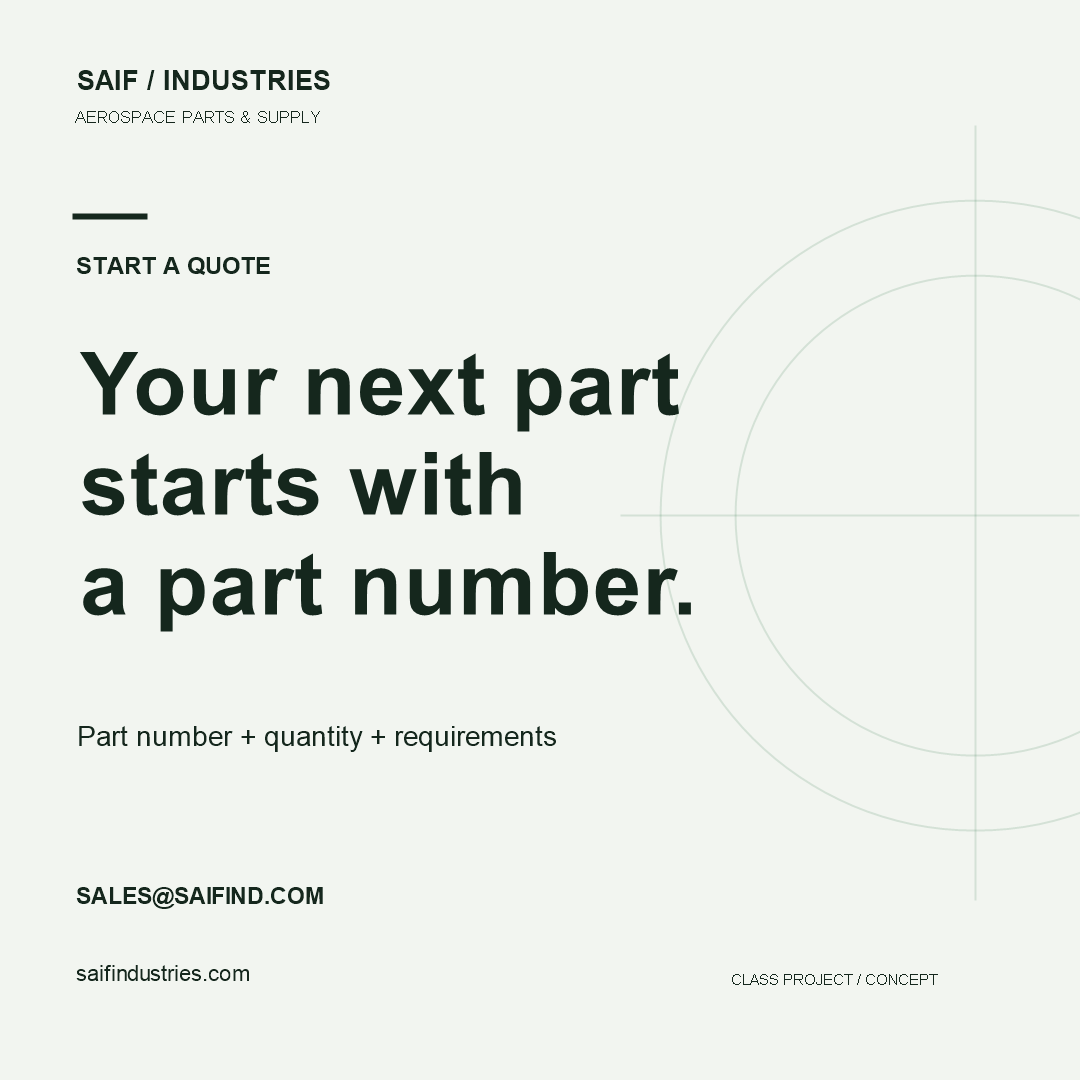 SAIF / INDUSTRIES
AEROSPACE PARTS & SUPPLY
START A QUOTE
Your next part
starts with
a part number.
Part number + quantity + requirements
SALES@SAIFIND.COM
saifindustries.com
CLASS PROJECT / CONCEPT